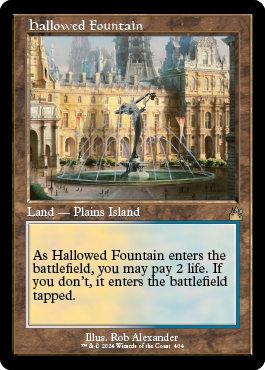 Hallowed Fountain
Land — Plains Island
As Hallowed Fountain enters the
battlefield, you may pay 2 life. If
you don't, it enters the battlefield
tapped.
Illus. Rob Alexander
™ & © 2024 Wizards of the Coast 404